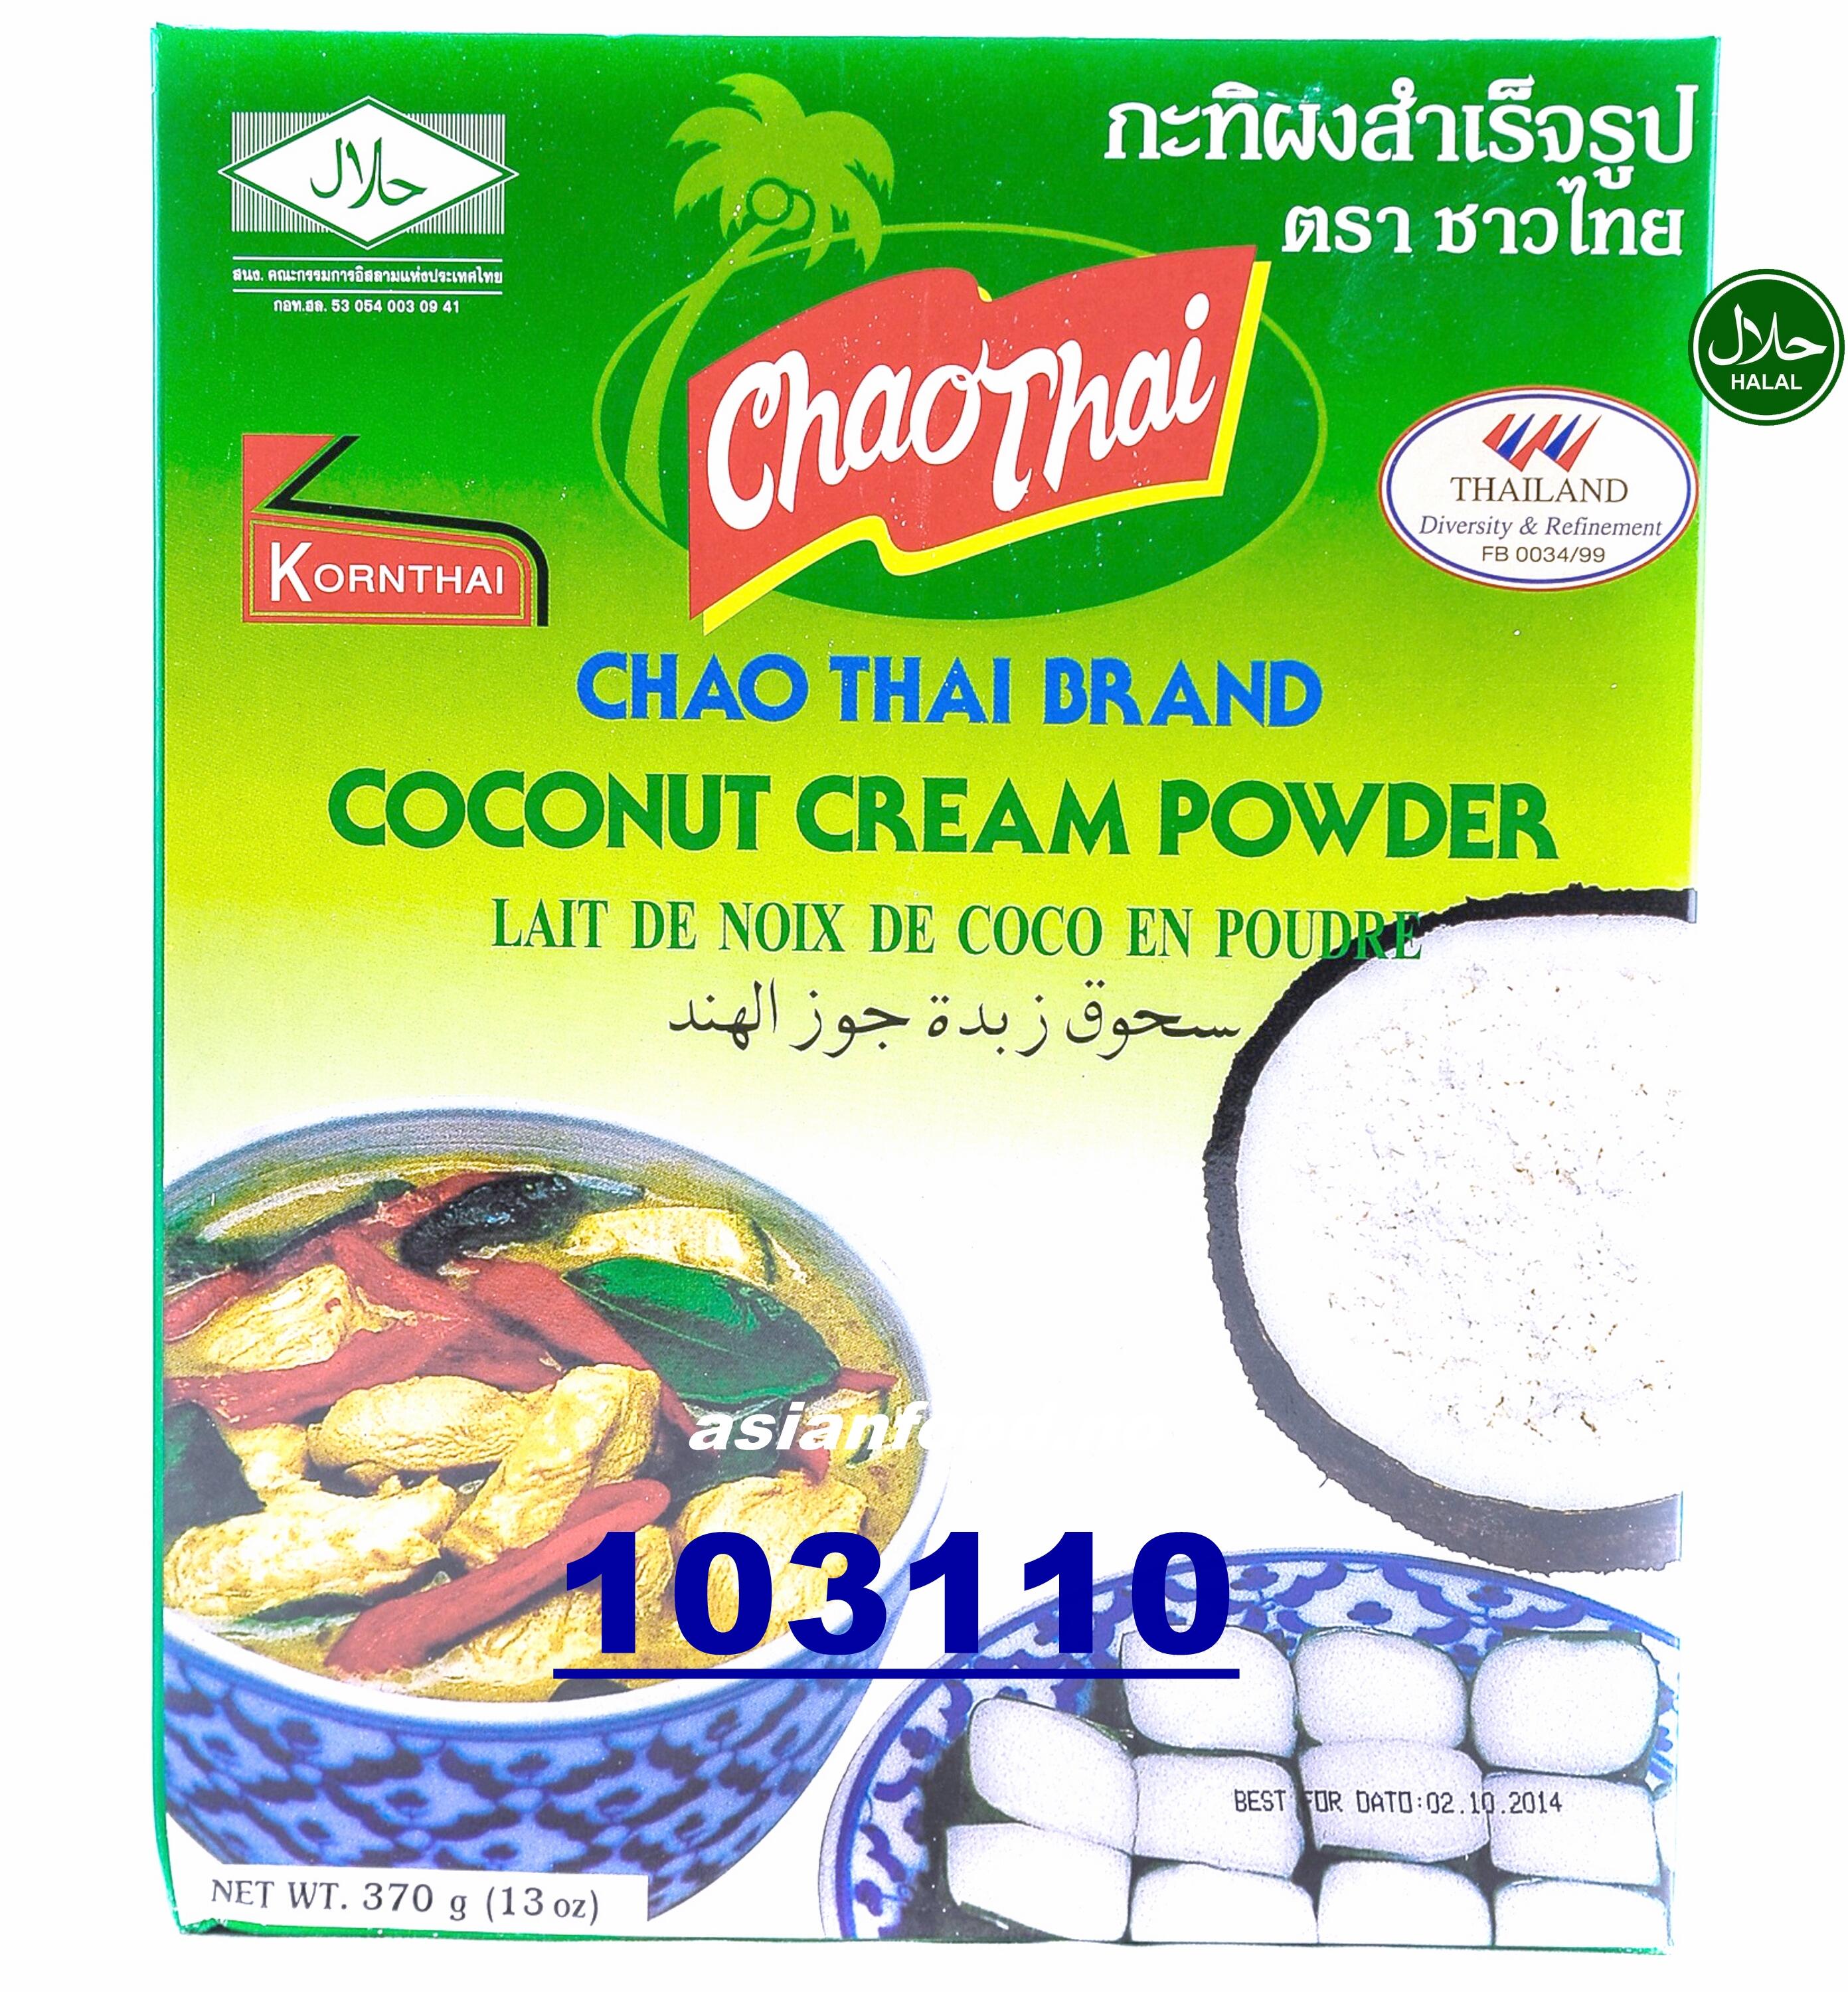 กะทิผงสำเร็จรูป
ตรา ชาวไทย
حلال
สนง. คณะกรรมการอิสลามแห่งประเทศไทย
กอท.ฮล. 53 054 003 09 41
ChaoThai
حلال
HALAL
KORNTHAI
THAILAND
Diversity & Refinement
FB 0034/99
CHAO THAI BRAND
COCONUT CREAM POWDER
LAIT DE NOIX DE COCO EN POUDRE
سحوق زبدة جوز الهند
103110
BEST FOR DATO:02.10.2014
NET WT. 370 g (13 oz)